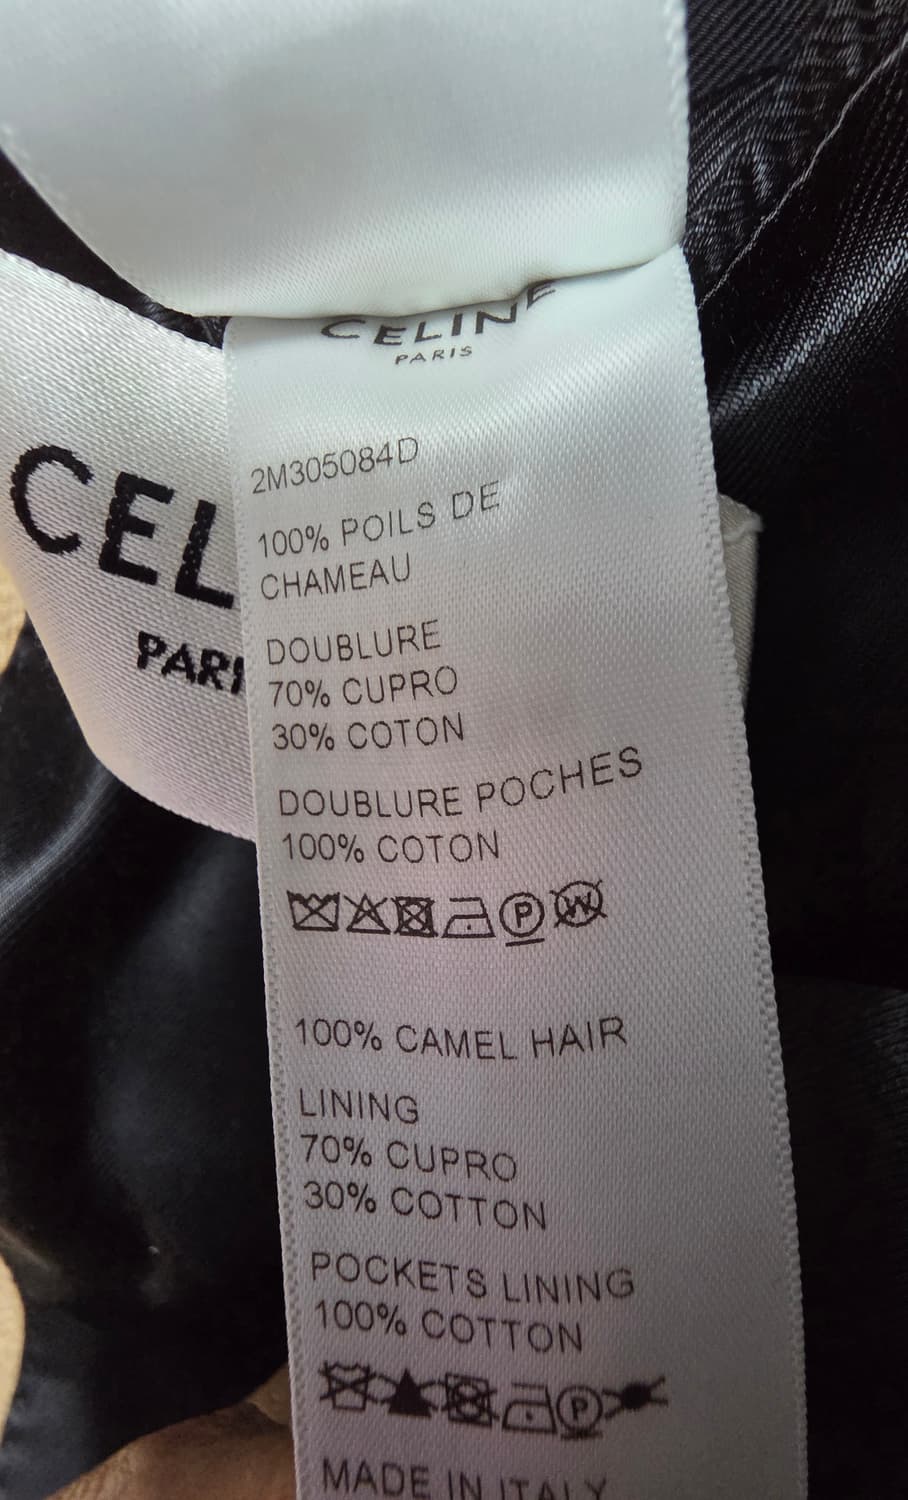 CELINE
PARIS
CEL
PARI
2M305084D
100% POILS DE
CHAMEAU
DOUBLURE
70% CUPRO
30% COTON
DOUBLURE POCHES
100% COTON
P W
100% CAMEL HAIR
LINING
70% CUPRO
30% COTTON
POCKETS LINING
100% COTTON
P
MADE IN ITALY